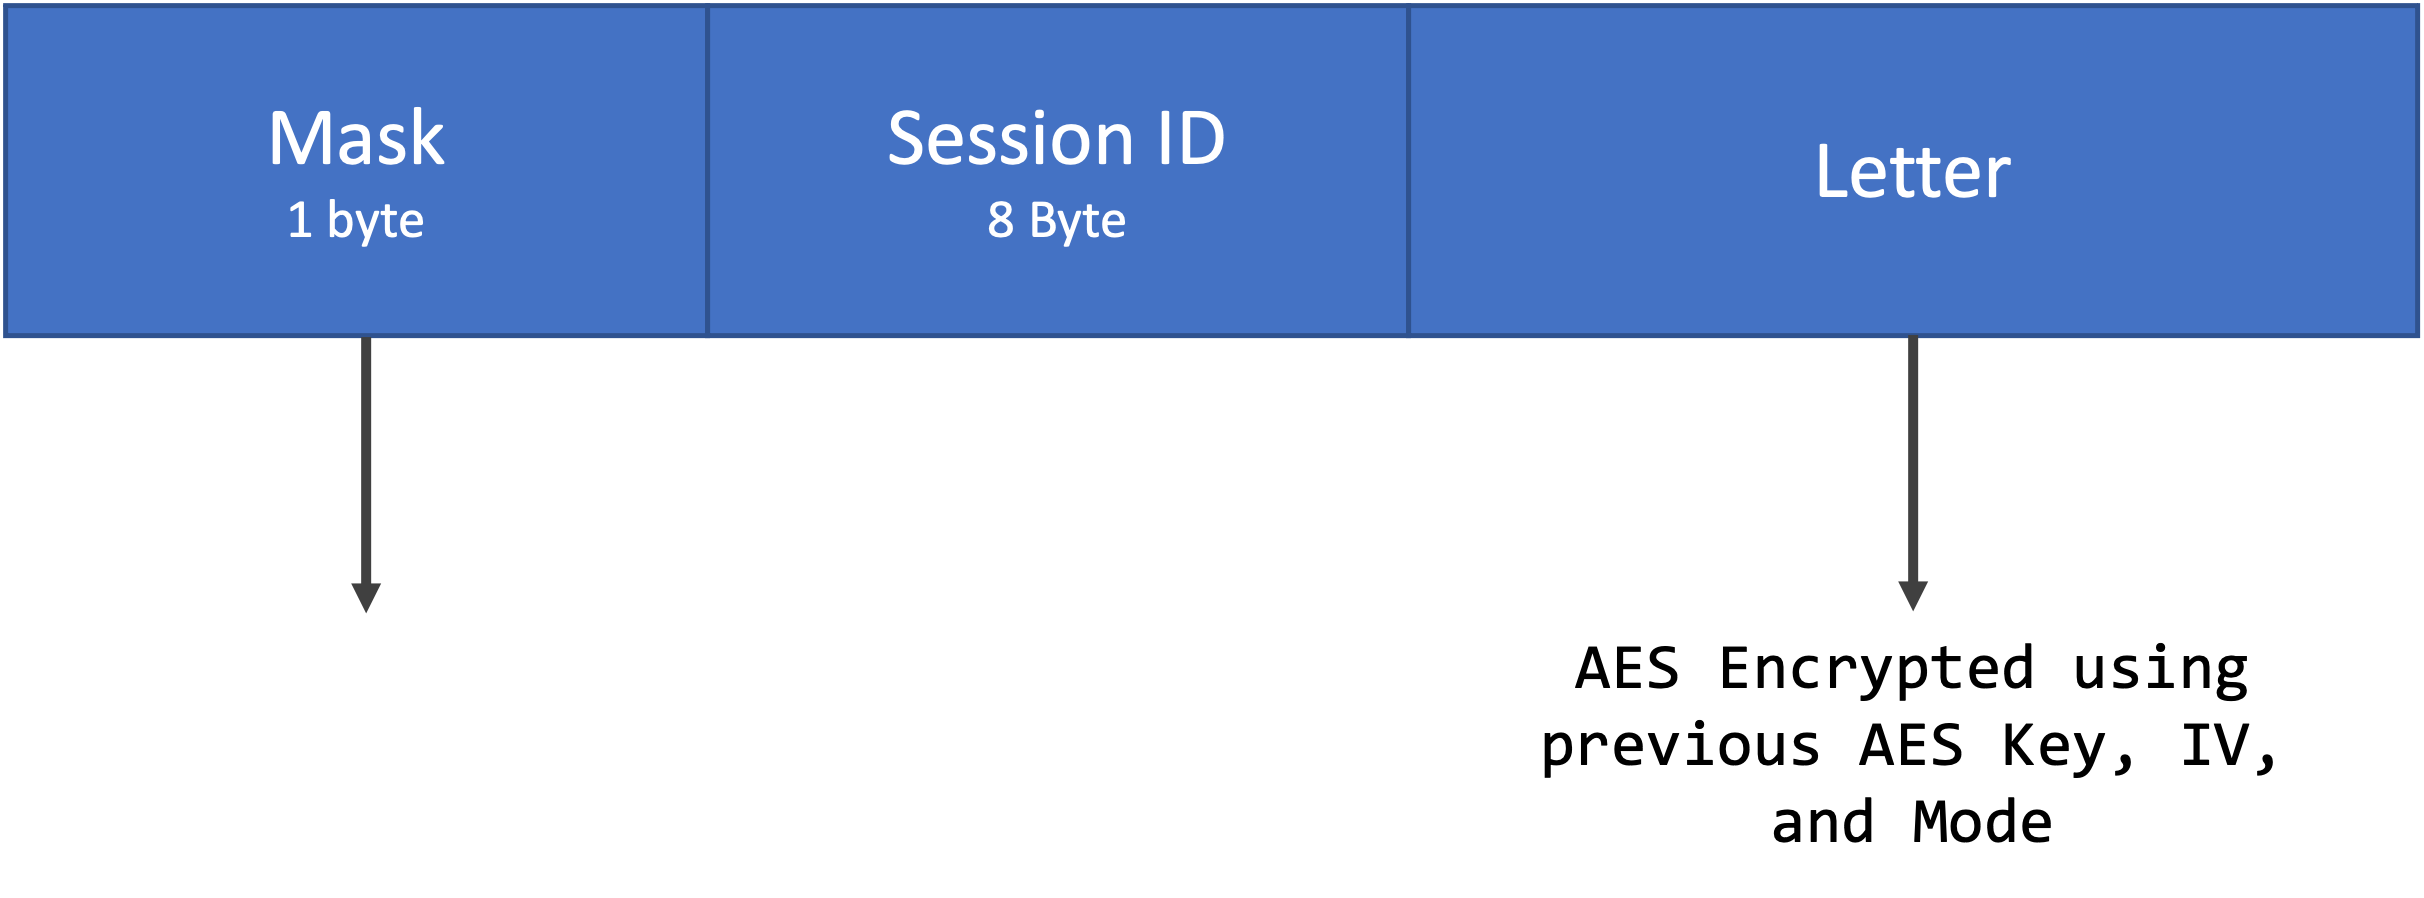 Mask
1 byte
Session ID
8 Byte
Letter
AES Encrypted using
previous AES Key, IV,
and Mode